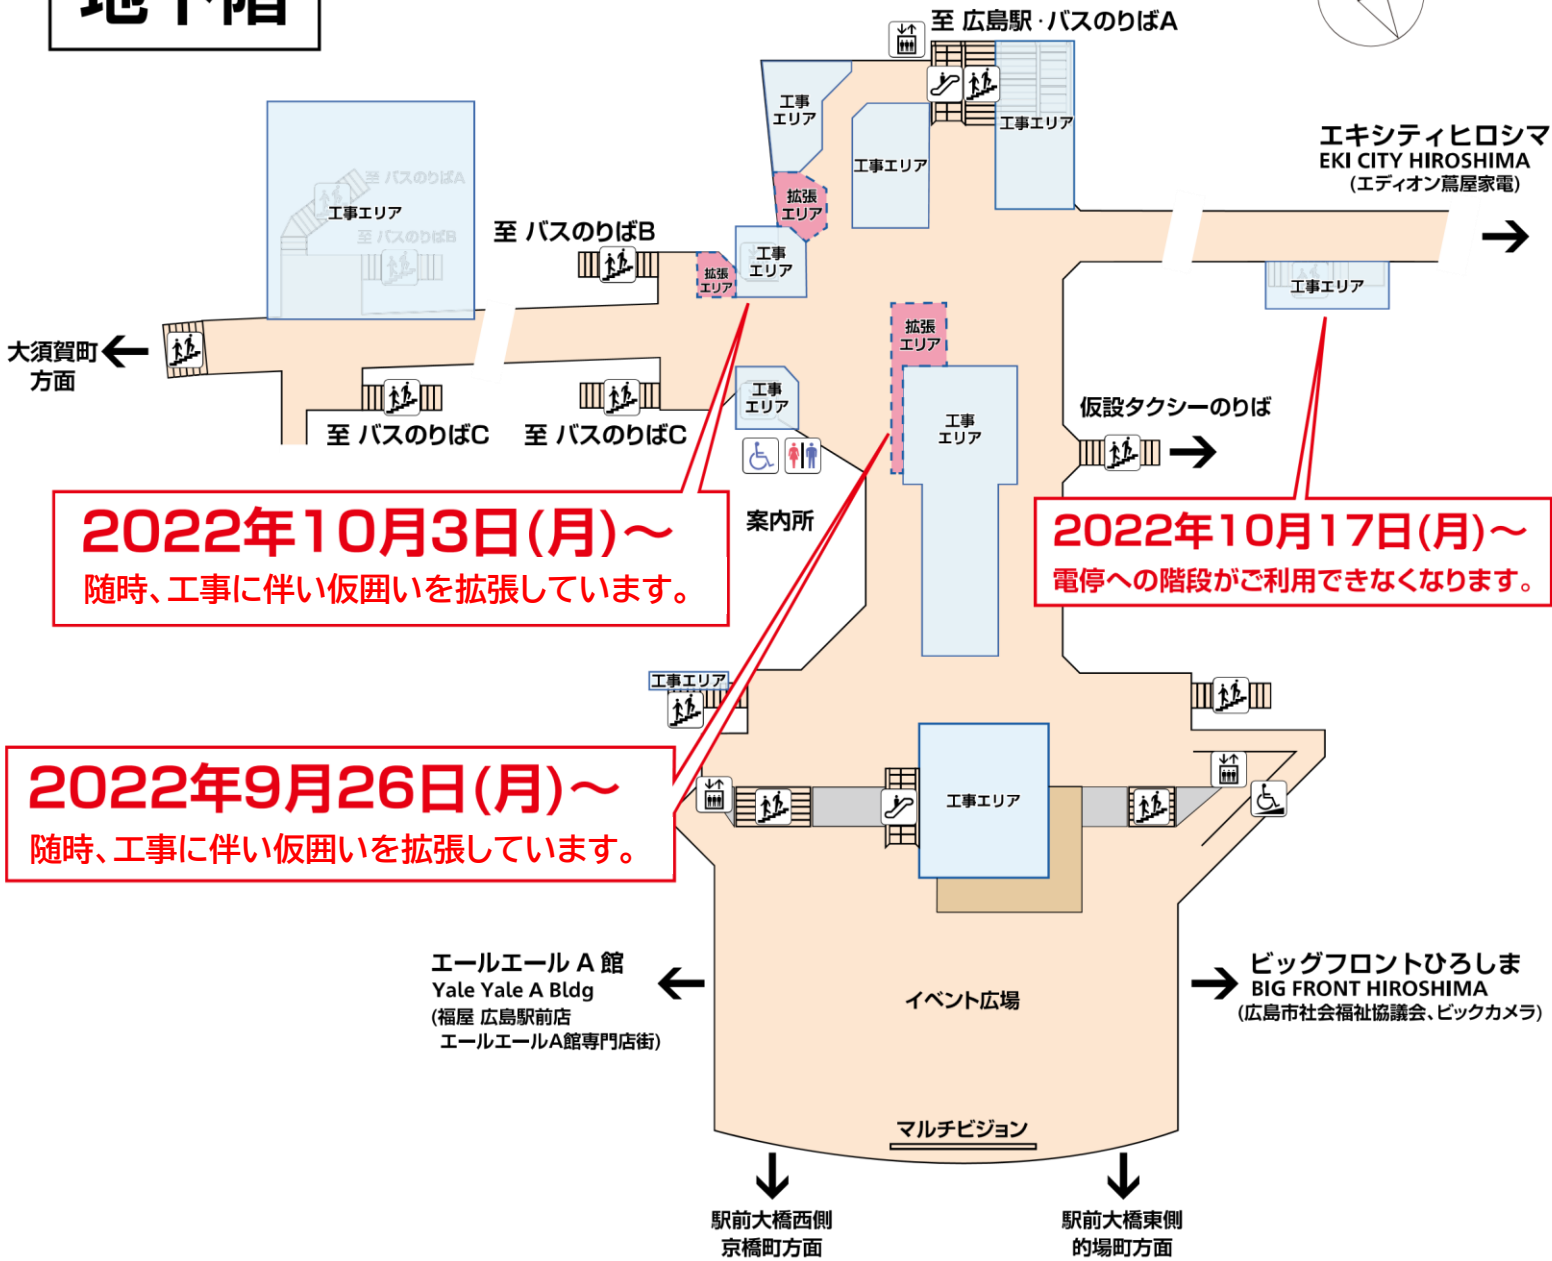 地下階
至 広島駅・バスのりばA
工事
エリア
工事エリア
工事エリア
エキシティヒロシマ
EKI CITY HIROSHIMA
(エディオン蔦屋家電)
至 バスのりばA
工事エリア
至 バスのりばB
拡張
エリア
至 バスのりばB
工事
エリア
拡張
エリア
工事エリア
拡張
エリア
大須賀町
方面
工事
エリア
仮設タクシーのりば
工事
エリア
至 バスのりばC
至 バスのりばC
2022年10月3日(月)～
随時、工事に伴い仮囲いを拡張しています。
案内所
2022年10月17日(月)～
電停への階段がご利用できなくなります。
工事エリア
2022年9月26日(月)～
随時、工事に伴い仮囲いを拡張しています。
工事エリア
エールエール A 館
Yale Yale A Bldg
(福屋 広島駅前店
エールエールA館専門店街)
イベント広場
ビッグフロントひろしま
BIG FRONT HIROSHIMA
(広島市社会福祉協議会、ビックカメラ)
マルチビジョン
駅前大橋西側
京橋町方面
駅前大橋東側
的場町方面